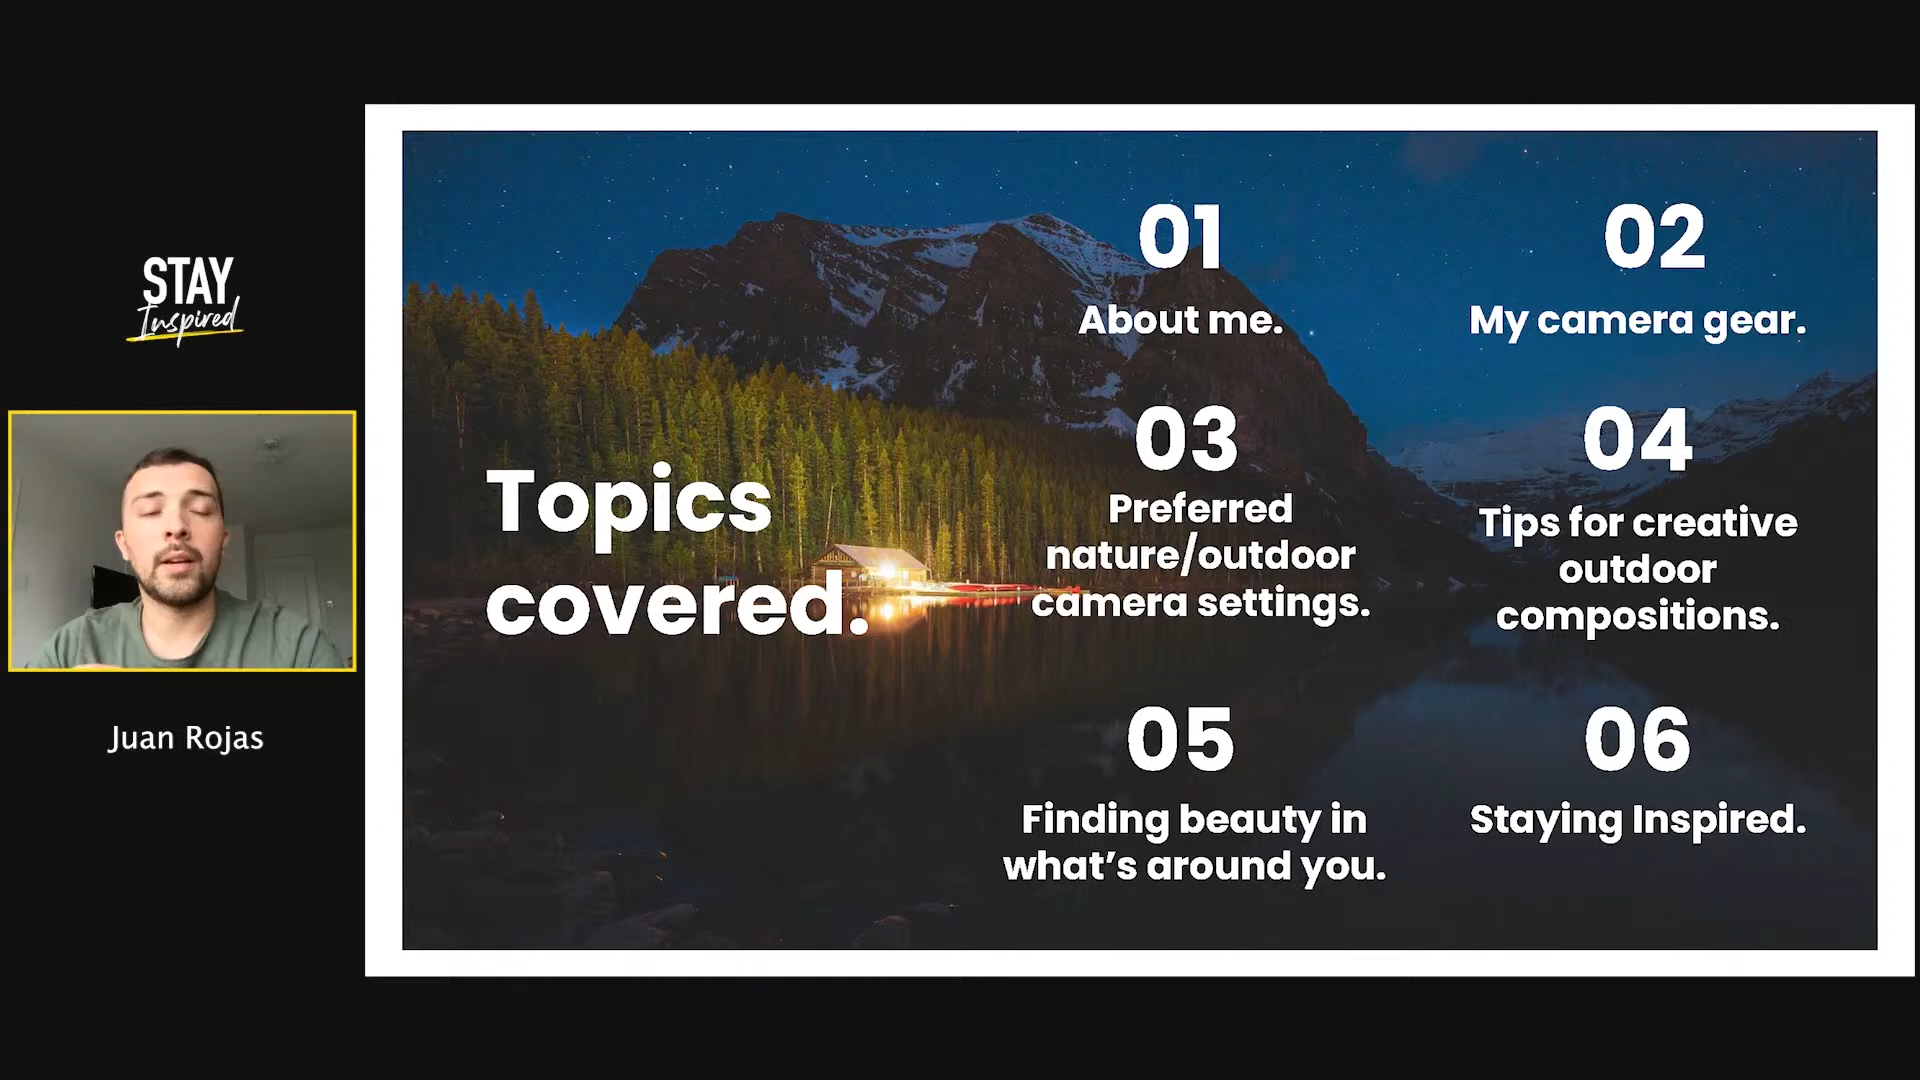 STAY
Inspired
Juan Rojas
Topics
covered.
01
About me.
02
My camera gear.
03
Preferred
nature/outdoor
camera settings.
04
Tips for creative
outdoor
compositions.
05
Finding beauty in
what’s around you.
06
Staying Inspired.